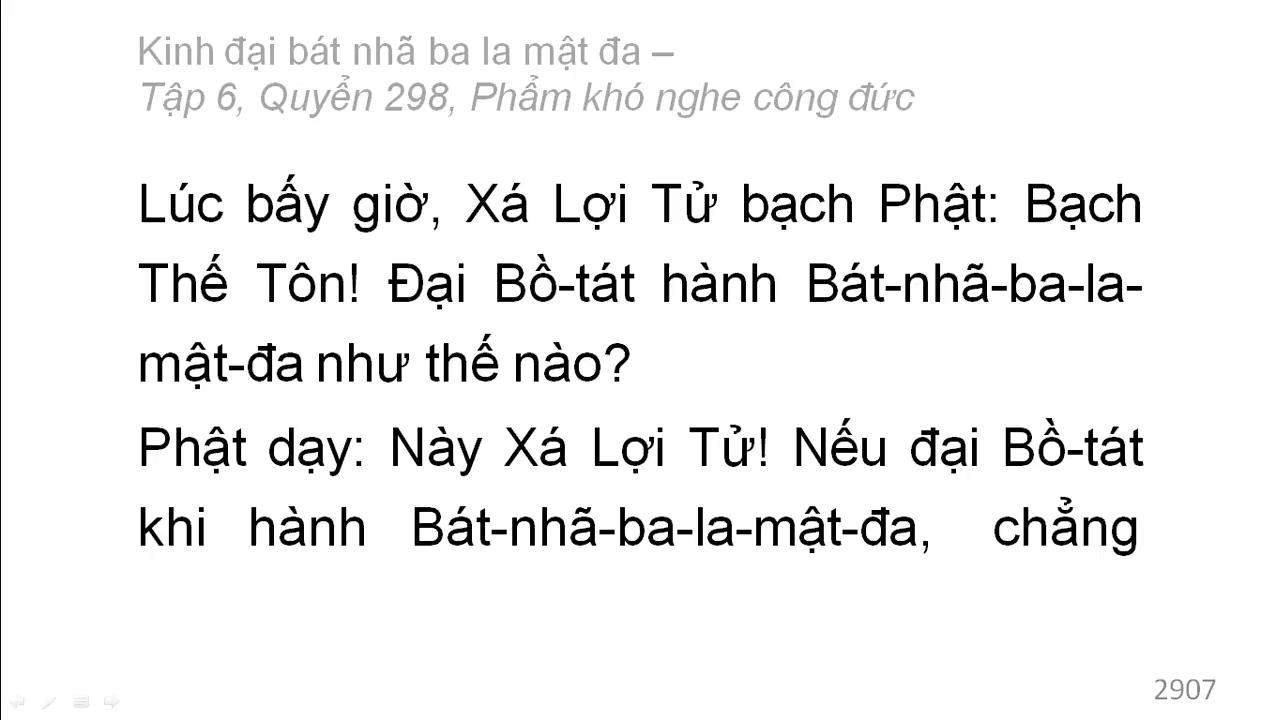 Kinh đại bát nhã ba la mật đa –
Tập 6, Quyển 298, Phẩm khó nghe công đức
Lúc bấy giờ, Xá Lợi Tử bạch Phật: Bạch
Thế Tôn! Đại Bồ-tát hành Bát-nhã-ba-la-
mật-đa như thế nào?
Phật dạy: Này Xá Lợi Tử! Nếu đại Bồ-tát
khi hành Bát-nhã-ba-la-mật-đa, chẳng
2907